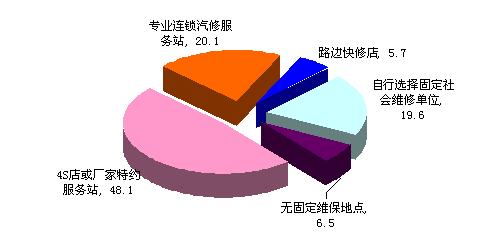 专业连锁汽修服
务站, 20.1
路边快修店, 5.7
自行选择固定社
会维修单位,
19.6
4S店或厂家特约
服务站, 48.1
无固定维保地点,
6.5